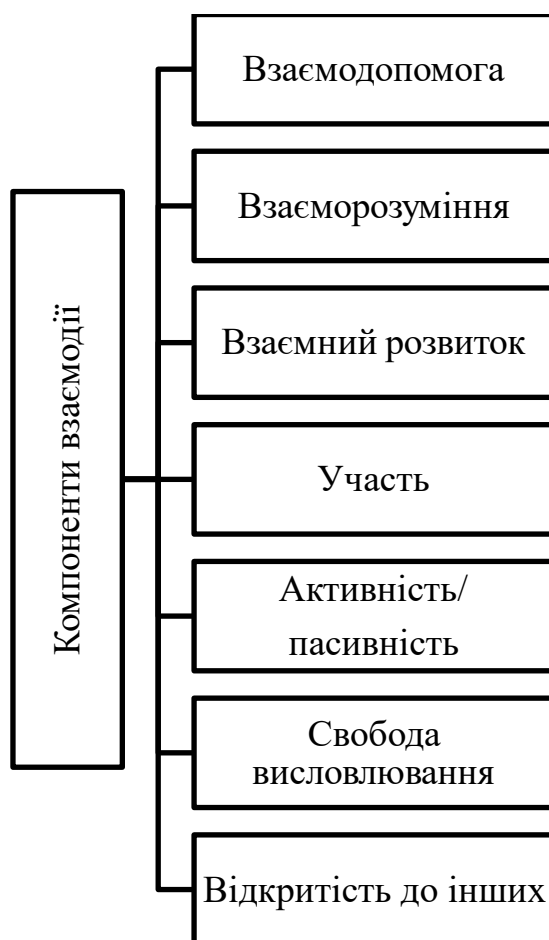 Компоненти взаємодії
Взаємодопомога
Взаєморозуміння
Взаємний розвиток
Участь
Активність/
пасивність
Свобода
висловлювання
Відкритість до інших